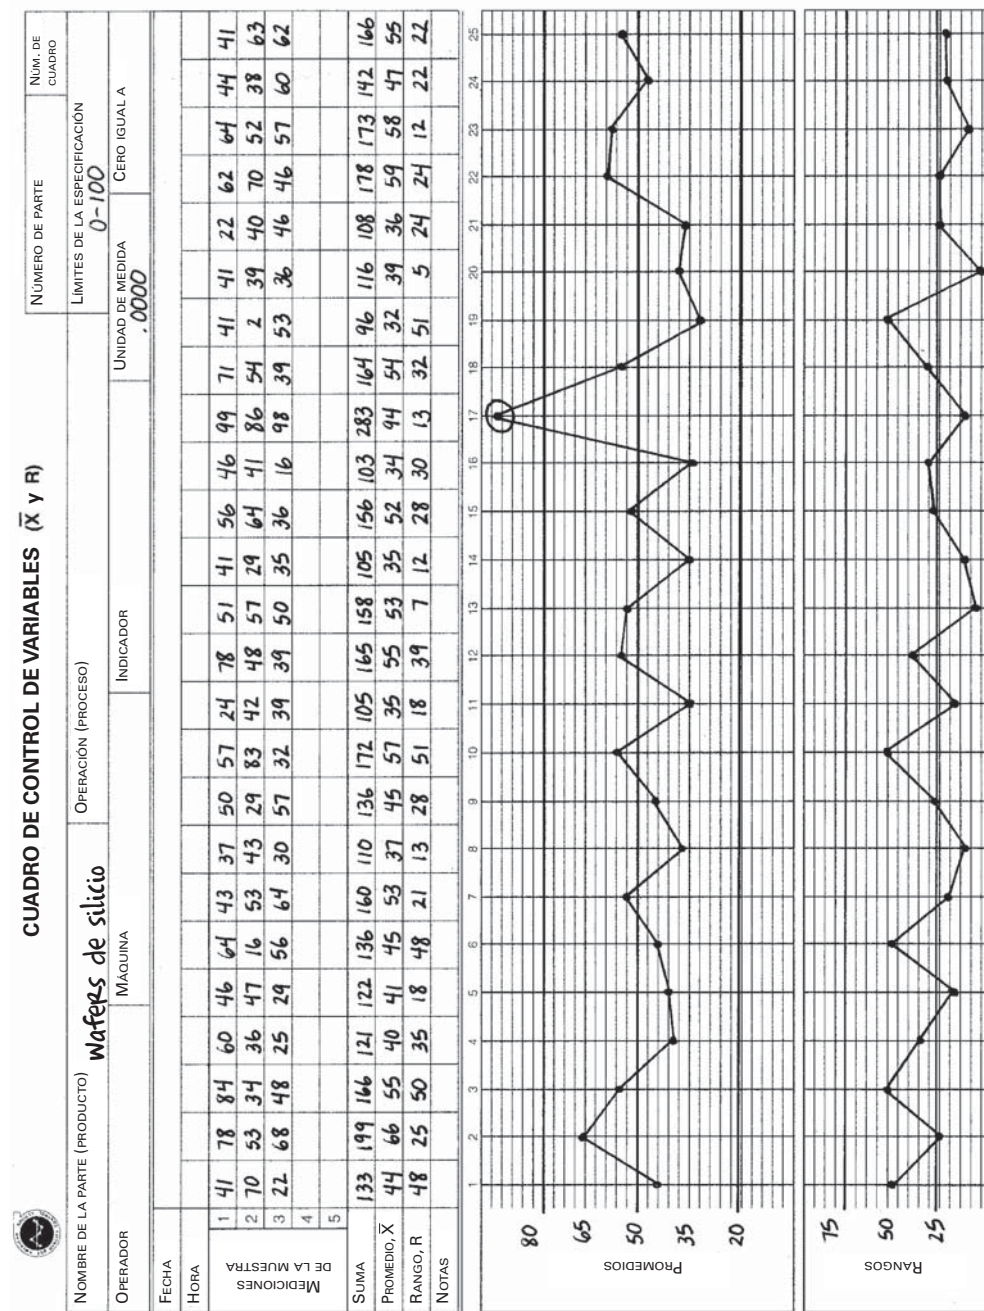 CUADRO DE CONTROL DE VARIABLES (X̄ y R)
NOMBRE DE LA PARTE (PRODUCTO) Wafers de silicio
OPERACIÓN (PROCESO)
NÚMERO DE PARTE
NÚM. DE CUADRO
LÍMITES DE LA ESPECIFICACIÓN 0-100
OPERADOR
MÁQUINA
INDICADOR
UNIDAD DE MEDIDA .0000
CERO IGUAL A
FECHA
HORA
MEDICIONES DE LA MUESTRA
1 41 78 84 60 46 64 43 37 50 57 24 78 51 41 56 46 99 71 41 41 22 62 64 44 41
2 70 53 34 36 47 16 53 43 29 83 42 48 57 29 64 41 86 54 2 39 40 70 52 38 63
3 22 68 48 25 29 56 64 30 57 32 39 39 50 35 36 16 98 39 53 36 46 46 57 60 62
4
5
SUMA 133 199 166 121 122 136 160 110 136 172 105 165 158 105 156 103 283 164 96 116 108 178 173 142 166
PROMEDIO, X̄ 44 66 55 40 41 45 53 37 45 57 35 55 53 35 52 34 94 54 32 39 36 59 58 47 55
RANGO, R 48 25 50 35 18 48 21 13 28 51 18 39 7 12 28 30 13 32 51 5 24 24 12 22 22
NOTAS
1 2 3 4 5 6 7 8 9 10 11 12 13 14 15 16 17 18 19 20 21 22 23 24 25
PROMEDIOS
80
65
50
35
20
RANGOS
75
50
25